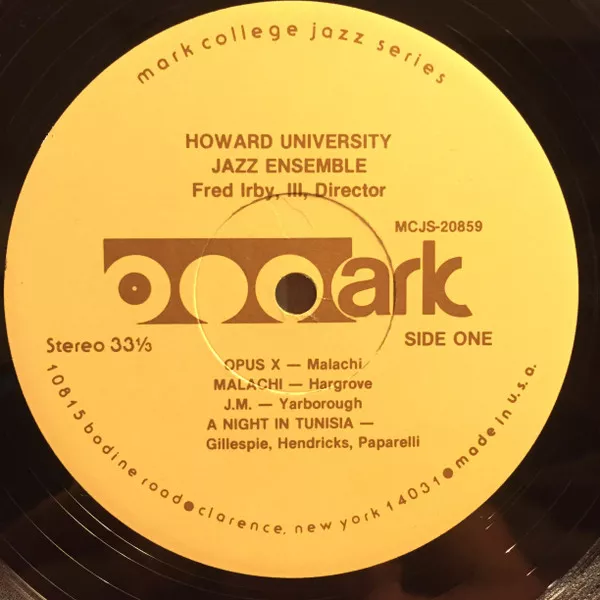 mark college jazz series
HOWARD UNIVERSITY
JAZZ ENSEMBLE
Fred Irby, III, Director
MCJS-20859
mark
Stereo 33⅓
SIDE ONE
OPUS X — Malachi
MALACHI — Hargrove
J.M. — Yarborough
A NIGHT IN TUNISIA —
Gillespie, Hendricks, Paparelli
10815 bodine road●clarence, new york 14031●made in u.s.a.